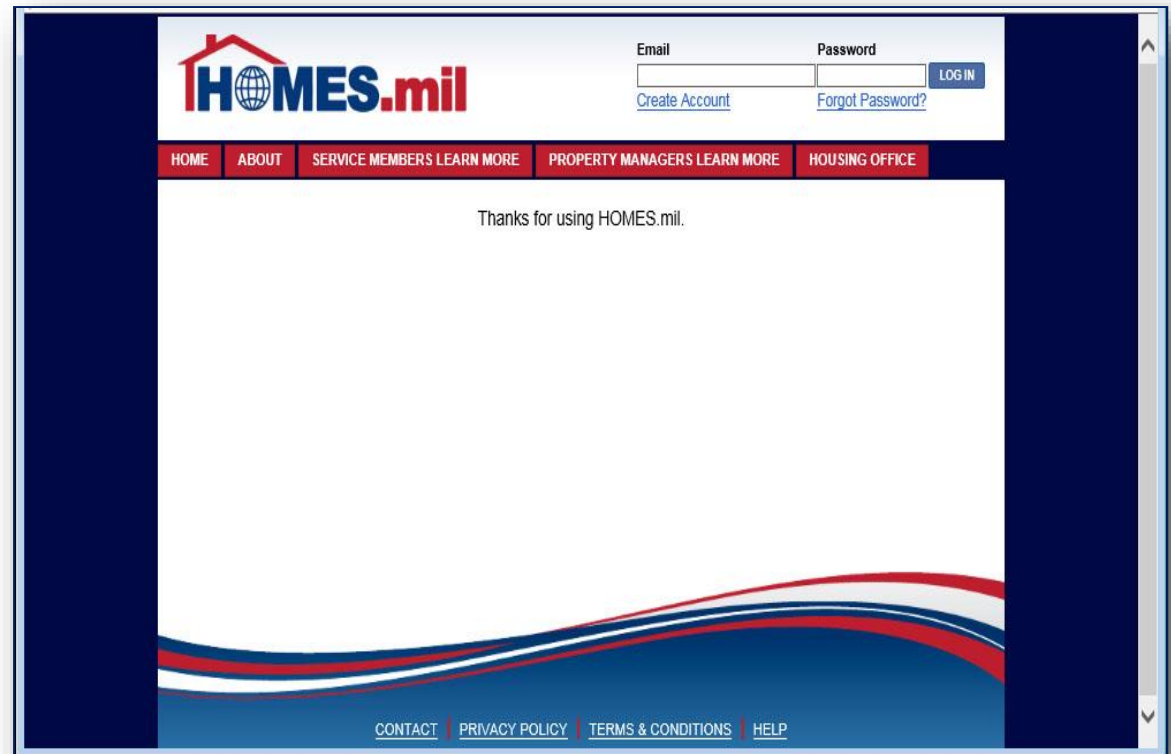 HOMES.mil
Email Password
LOG IN
Create Account Forgot Password?
HOME ABOUT SERVICE MEMBERS LEARN MORE PROPERTY MANAGERS LEARN MORE HOUSING OFFICE
Thanks for using HOMES.mil.
CONTACT | PRIVACY POLICY | TERMS & CONDITIONS | HELP